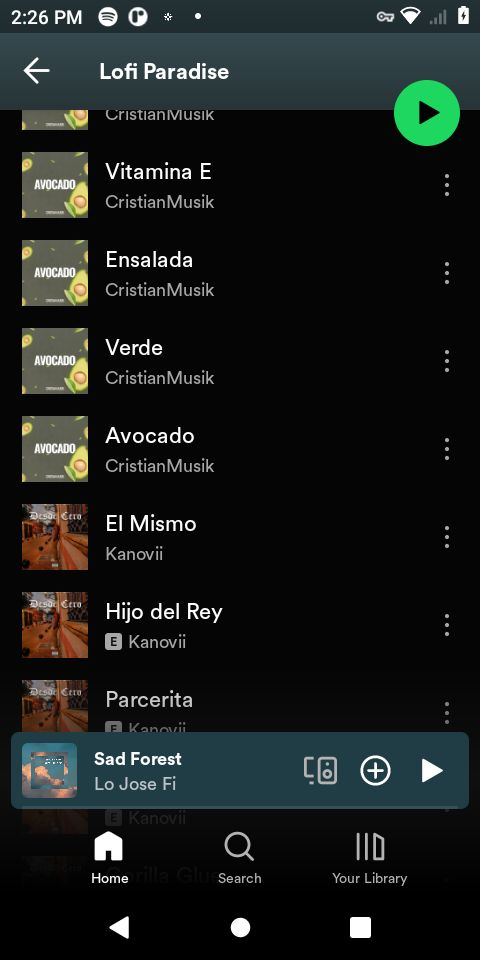 2:26 PM
Lofi Paradise
CristianMusik
AVOCADO
Vitamina E
CristianMusik
AVOCADO
Ensalada
CristianMusik
AVOCADO
Verde
CristianMusik
AVOCADO
Avocado
CristianMusik
Desde Cero
El Mismo
Kanovii
Desde Cero
Hijo del Rey
E Kanovii
Desde Cero
Parcerita
E Kanovii
Sad Forest
Lo Jose Fi
E Kanovii
Gorilla Glue
Home
Search
Your Library